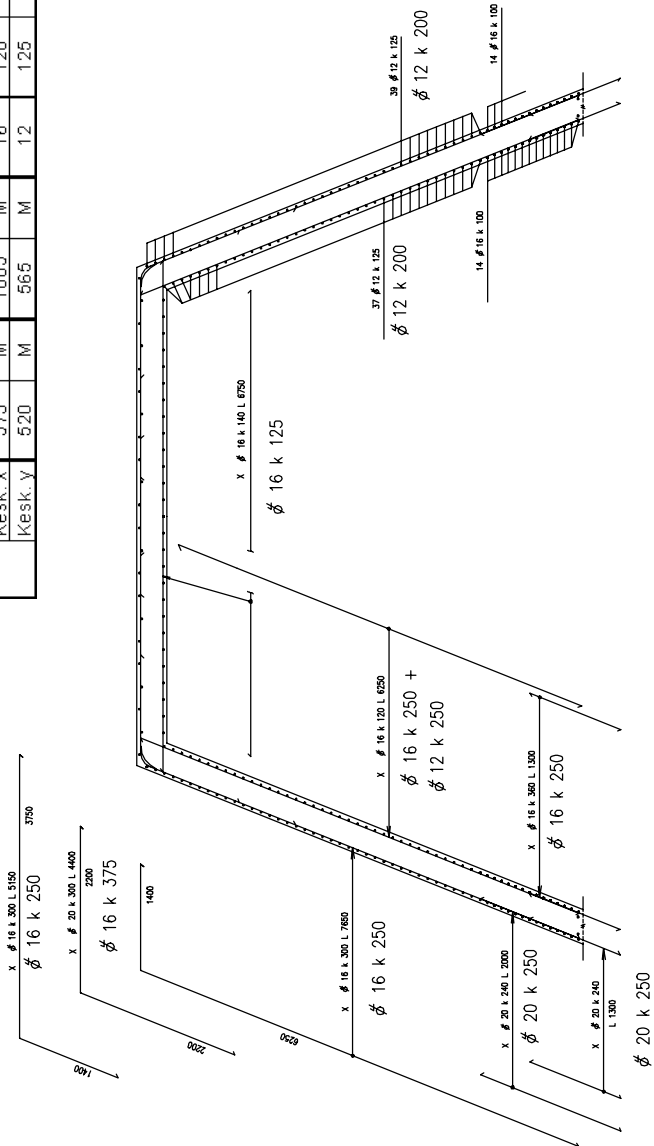 Kesk. y 520 M 565 M 12 125
X ∅ 16 k 300 L 5150
∅ 16 k 250
3750
1400
X ∅ 20 k 300 L 4400
2200
∅ 16 k 375
2200
1400
6250
X ∅ 16 k 300 L 7650
∅ 16 k 250
X ∅ 20 k 240 L 2000
∅ 20 k 250
X ∅ 20 k 240
L 1300
∅ 20 k 250
X ∅ 16 k 120 L 6250
∅ 16 k 250 +
∅ 12 k 250
X ∅ 16 k 360 L 1300
∅ 16 k 250
X ∅ 16 k 140 L 6750
∅ 16 k 125
37 ∅ 12 k 125
∅ 12 k 200
14 ∅ 16 k 100
39 ∅ 12 k 125
∅ 12 k 200
14 ∅ 16 k 100